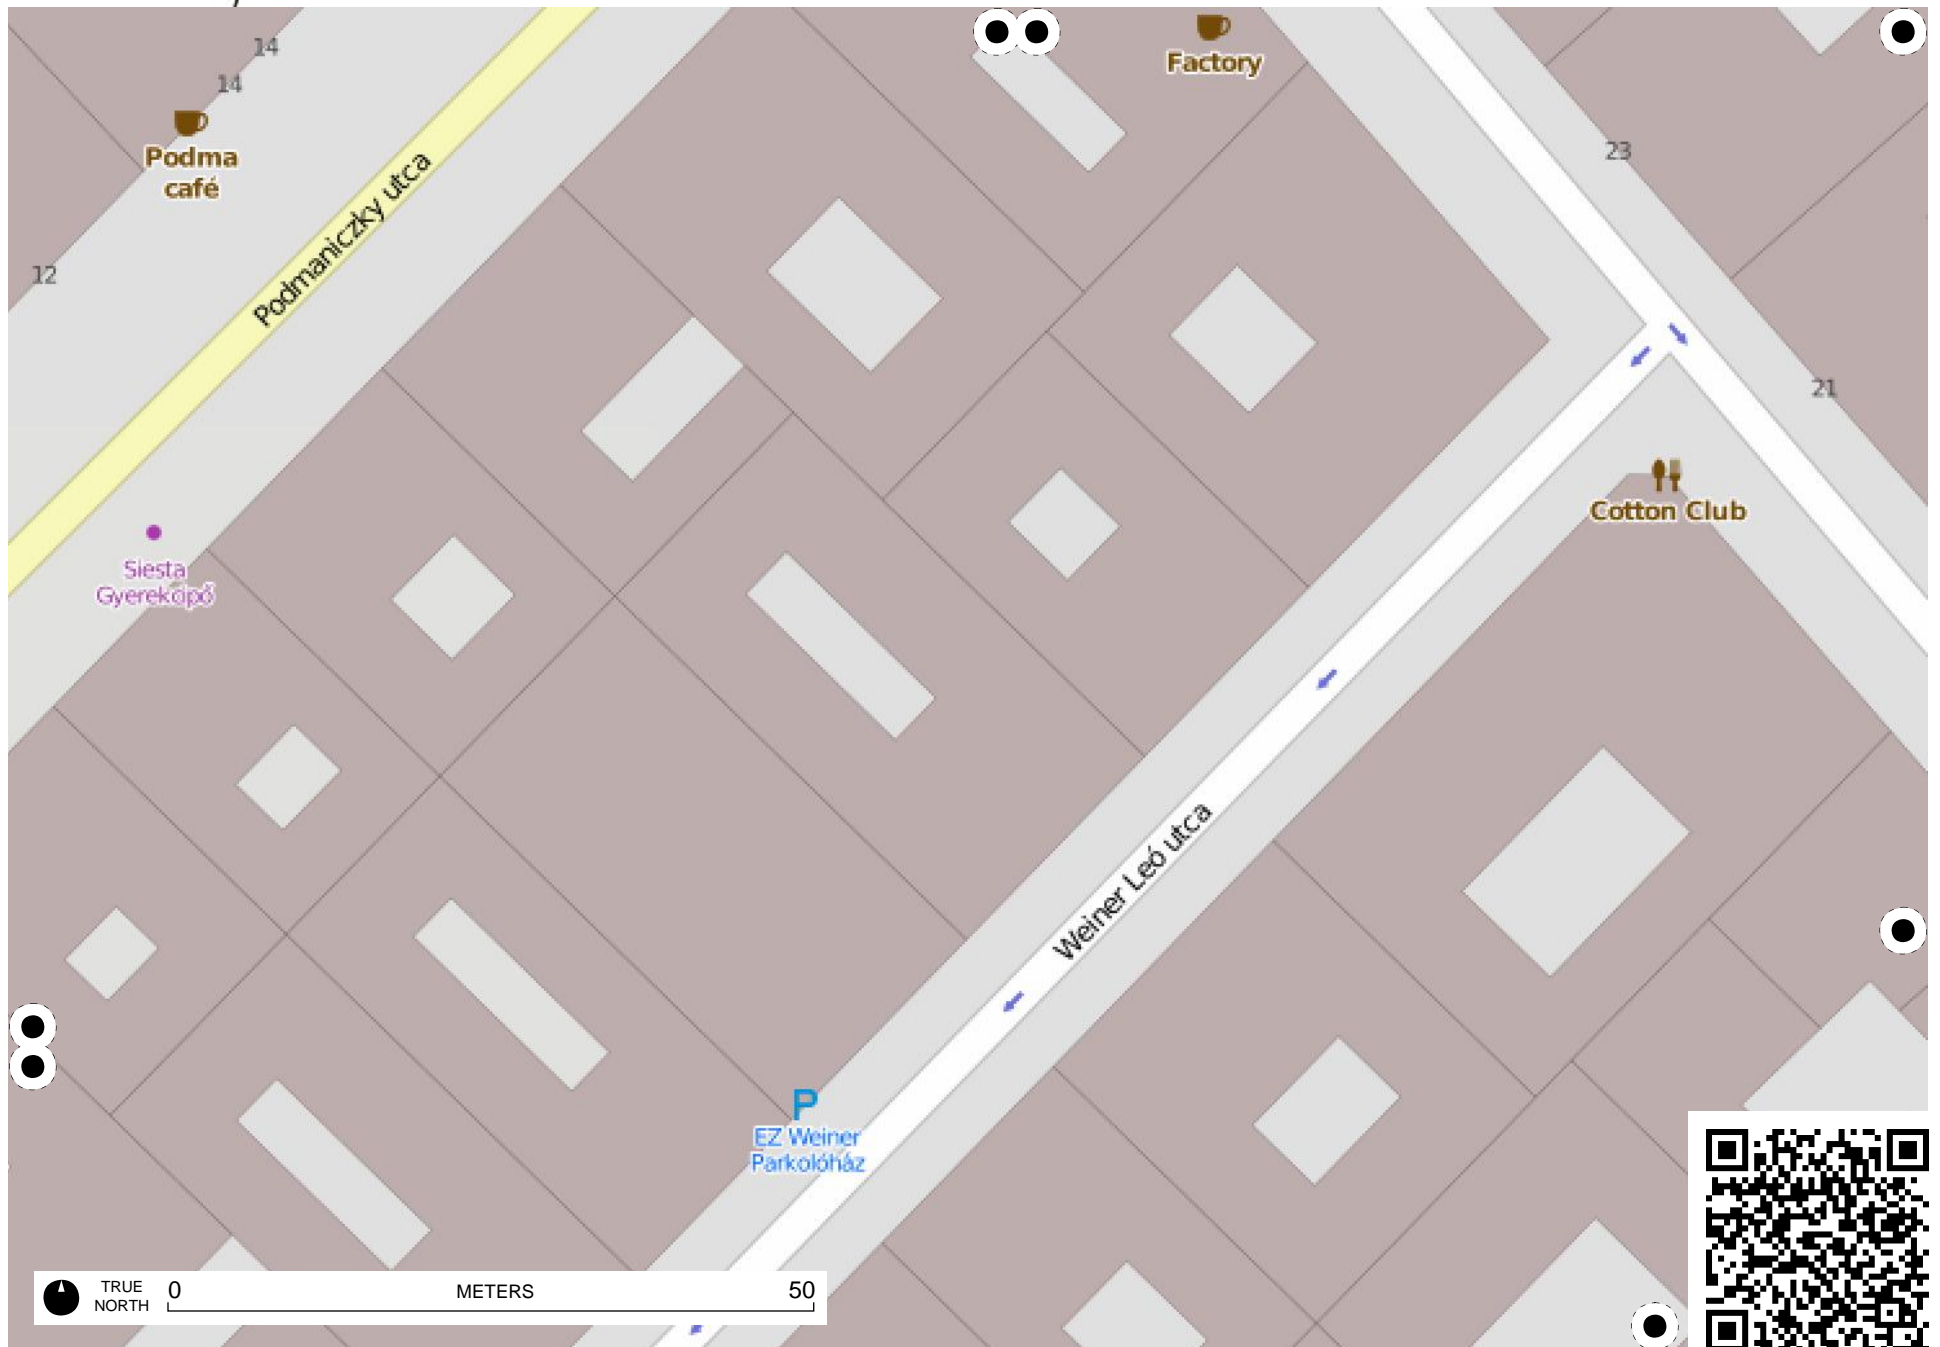 14
14
Factory
Podma
café
23
Podmaniczky utca
12
21
Cotton Club
Siesta
Gyerekcipő
Weiner Leó utca
P
EZ Weiner
Parkolóház
TRUE
NORTH
0
METERS
50